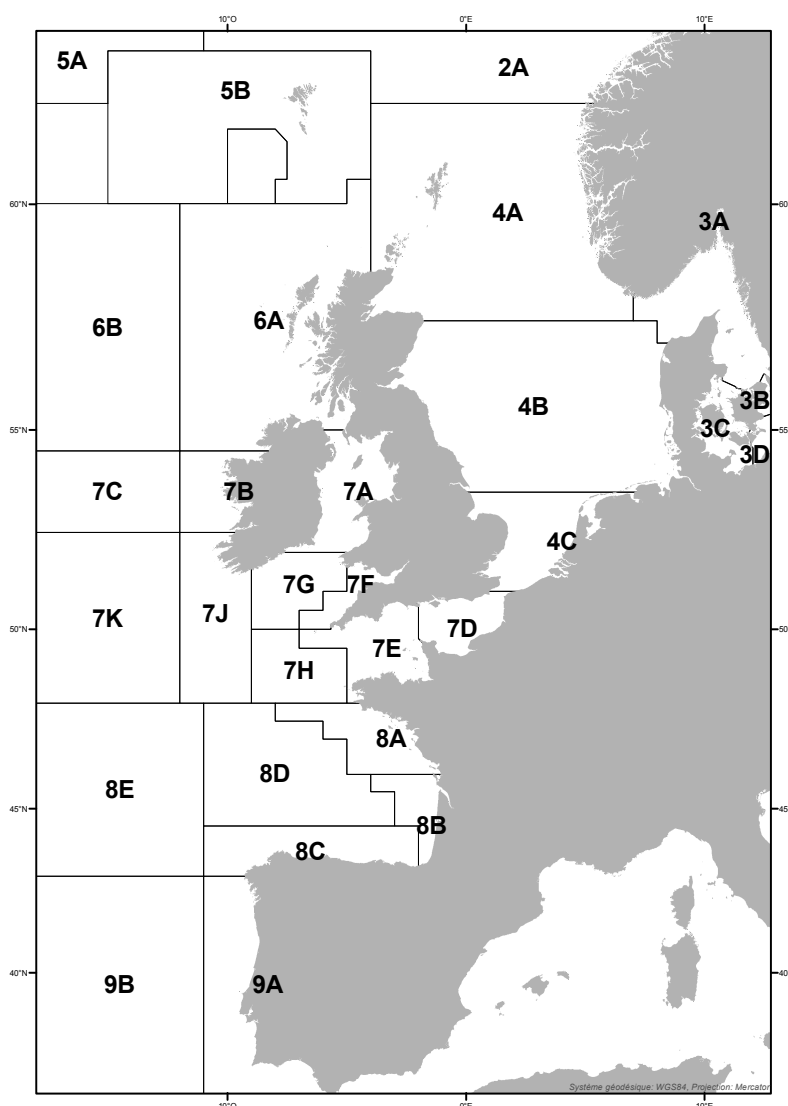 10°O 0°E 10°E
5A
2A
5B
60°N 60°
4A
3A
6B 6A
4B
3B
55°N 55°
3C
3D
7C 7B 7A
4C
7G 7F
7K 7J
50°N 50°
7D
7E
7H
8A
8D
8E
45°N 45°
8B
8C
40°N 40°
9B 9A
Système géodèsique: WGS84, Projection: Mercator
10°O 0°E 10°E